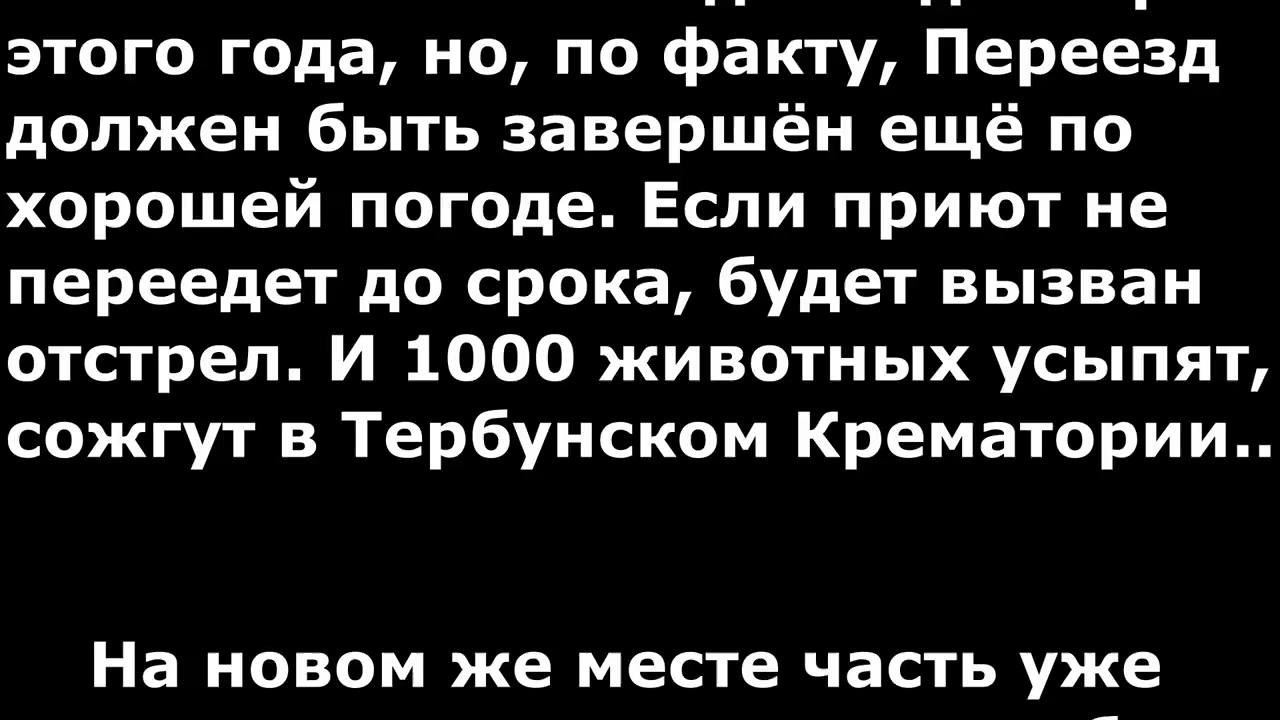 этого года, но, по факту, Переезд
должен быть завершён ещё по
хорошей погоде. Если приют не
переедет до срока, будет вызван
отстрел. И 1000 животных усыпят,
сожгут в Тербунском Крематории..
На новом же месте часть уже